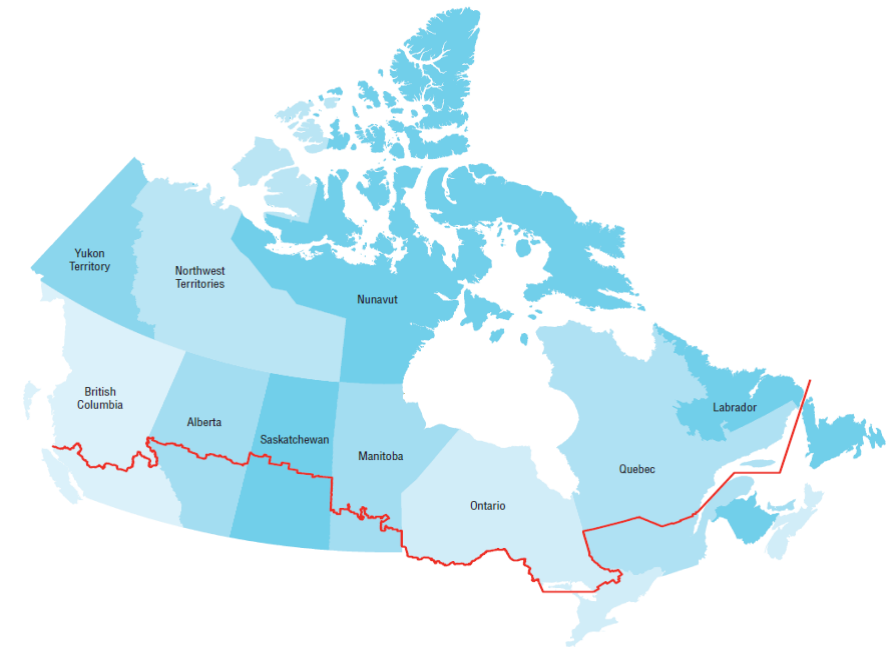 Yukon
Territory
Northwest
Territories
Nunavut
British
Columbia
Alberta
Saskatchewan
Manitoba
Ontario
Quebec
Labrador